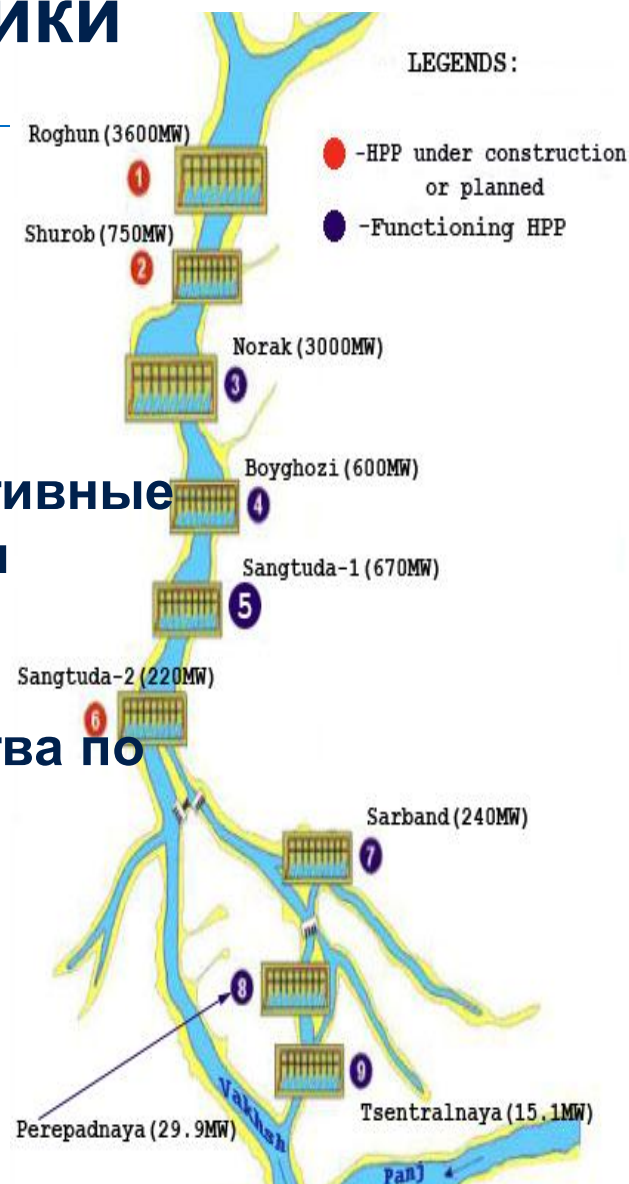 ики
LEGENDS:
Roghun(3600MW)
-HPP under construction
or planned
1
Shurob(750MW)
-Functioning HPP
2
Norak(3000MW)
3
Boyghozi(600MW)
тивные
4
Sangtuda-1(670MW)
5
Sangtuda-2(220MW)
6
тва по
Sarband(240MW)
7
8
9
Vakhsh
Tsentralnaya(15.1MW)
Perepadnaya(29.9MW)
Panj